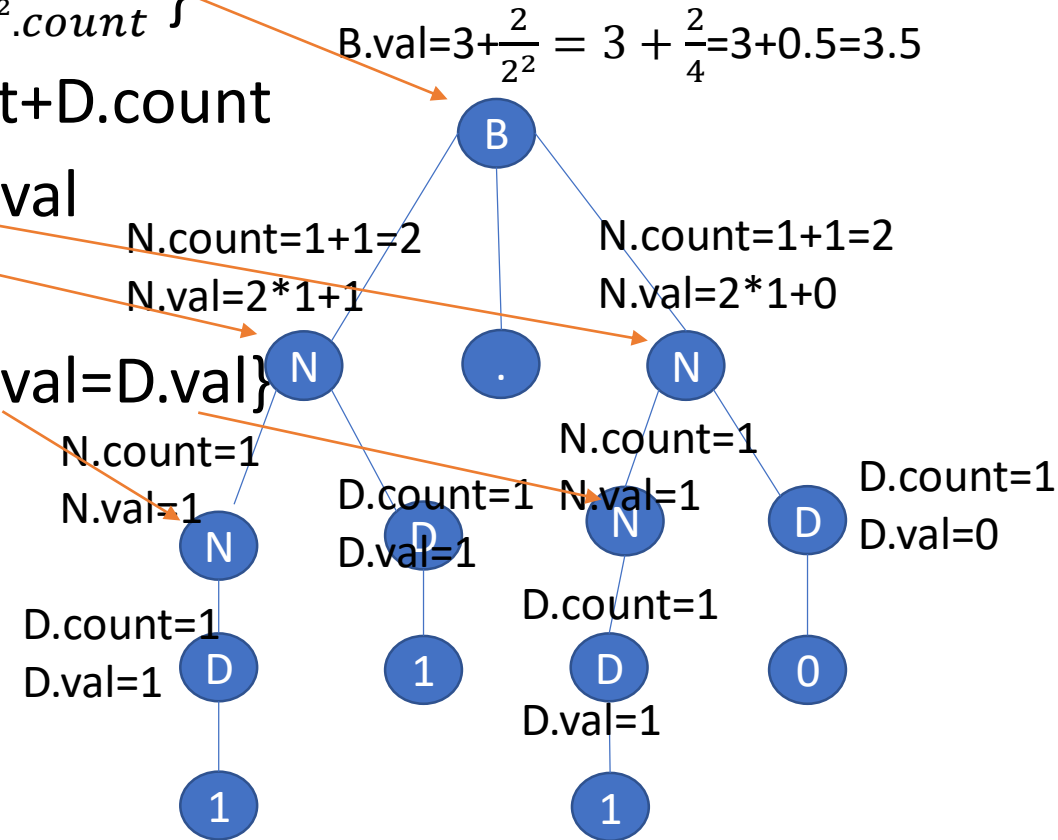 ².count }
B.val=3+2/2² = 3 + 2/4=3+0.5=3.5
t+D.count
B
val
N.count=1+1=2
N.count=1+1=2
N.val=2*1+1
N.val=2*1+0
N
.
N
val=D.val}
N.count=1
N.count=1
N.val=1
D.count=1
N.val=1
D.count=1
D.val=1
D.val=0
N
D
N
D
D.count=1
D.count=1
D.val=1
D
1
D
0
D.val=1
1
1